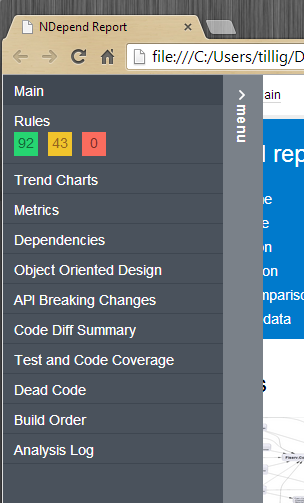 NDepend Report
file:///C:/Users/tillig/D
Main
Rules
92 43 0
Trend Charts
Metrics
Dependencies
Object Oriented Design
API Breaking Changes
Code Diff Summary
Test and Code Coverage
Dead Code
Build Order
Analysis Log
menu
ain
rep
on
ion
mpariso
data
s